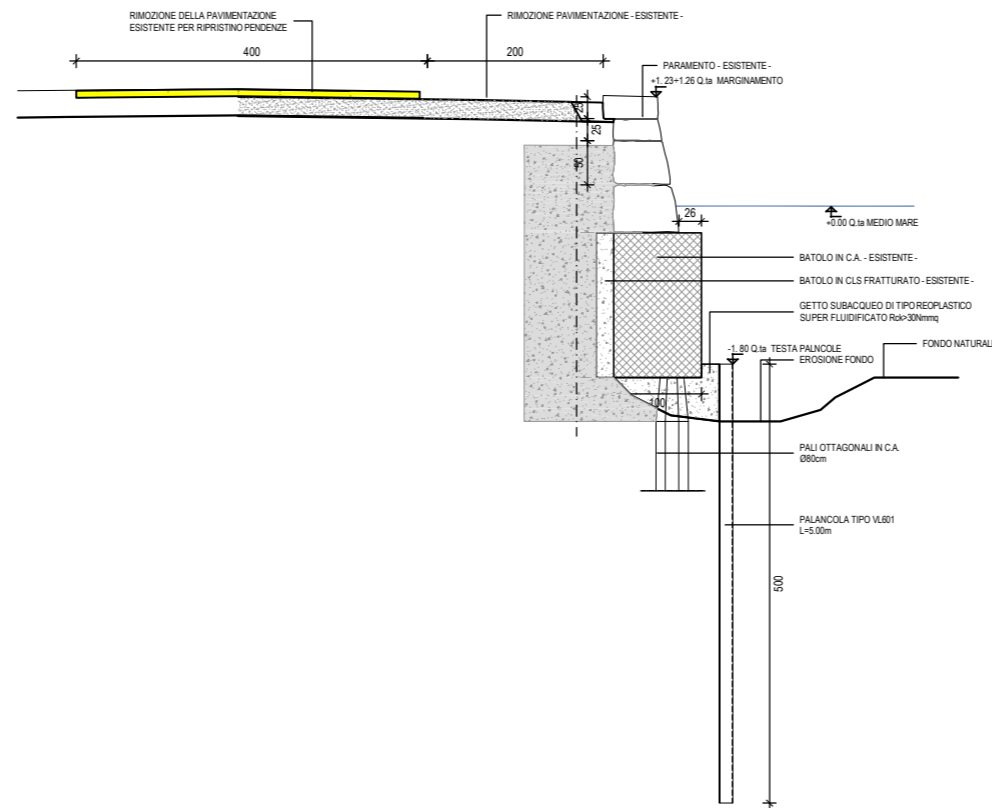 RIMOZIONE DELLA PAVIMENTAZIONE
ESISTENTE PER RIPRISTINO PENDENZE
RIMOZIONE PAVIMENTAZIONE - ESISTENTE -
400
200
PARAMENTO - ESISTENTE -
+1. 23÷1.26 Q.ta MARGINAMENTO
25
25
50
26
+0.00 Q.ta MEDIO MARE
BATOLO IN C.A. - ESISTENTE -
BATOLO IN CLS FRATTURATO - ESISTENTE -
GETTO SUBACQUEO DI TIPO REOPLASTICO
SUPER FLUIDIFICATO Rck>30Nmmq
-1. 80 Q.ta TESTA PALNCOLE
EROSIONE FONDO
FONDO NATURALE
100
PALI OTTAGONALI IN C.A.
Ø80cm
PALANCOLA TIPO VL601
L=5.00m
500